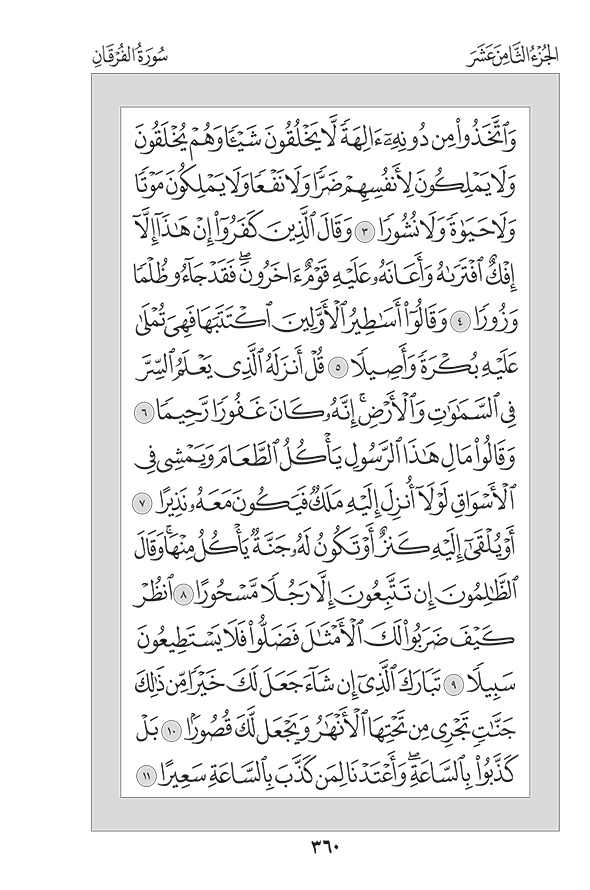 الجُزْءُ الثَّامِنَ عَشَرَ
سُورَةُ الفُرْقَانِ
وَٱتَّخَذُوا۟ مِن دُونِهِۦٓ ءَالِهَةً لَّا يَخْلُقُونَ شَيْـًٔا وَهُمْ يُخْلَقُونَ
وَلَا يَمْلِكُونَ لِأَنفُسِهِمْ ضَرًّا وَلَا نَفْعًا وَلَا يَمْلِكُونَ مَوْتًا
وَلَا حَيَوٰةً وَلَا نُشُورًا ٣ وَقَالَ ٱلَّذِينَ كَفَرُوٓا۟ إِنْ هَـٰذَآ إِلَّآ
إِفْكٌ ٱفْتَرَىٰهُ وَأَعَانَهُۥ عَلَيْهِ قَوْمٌ ءَاخَرُونَ ۖ فَقَدْ جَآءُو ظُلْمًا
وَزُورًا ٤ وَقَالُوٓا۟ أَسَـٰطِيرُ ٱلْأَوَّلِينَ ٱكْتَتَبَهَا فَهِىَ تُمْلَىٰ
عَلَيْهِ بُكْرَةً وَأَصِيلًا ٥ قُلْ أَنزَلَهُ ٱلَّذِى يَعْلَمُ ٱلسِّرَّ
فِى ٱلسَّمَـٰوَٰتِ وَٱلْأَرْضِ ۚ إِنَّهُۥ كَانَ غَفُورًا رَّحِيمًا ٦
وَقَالُوا۟ مَالِ هَـٰذَا ٱلرَّسُولِ يَأْكُلُ ٱلطَّعَامَ وَيَمْشِى فِى
ٱلْأَسْوَاقِ ۙ لَوْلَآ أُنزِلَ إِلَيْهِ مَلَكٌ فَيَكُونَ مَعَهُۥ نَذِيرًا ٧
أَوْ يُلْقَىٰٓ إِلَيْهِ كَنزٌ أَوْ تَكُونُ لَهُۥ جَنَّةٌ يَأْكُلُ مِنْهَا ۚ وَقَالَ
ٱلظَّـٰلِمُونَ إِن تَتَّبِعُونَ إِلَّا رَجُلًا مَّسْحُورًا ٨ ٱنظُرْ
كَيْفَ ضَرَبُوا۟ لَكَ ٱلْأَمْثَـٰلَ فَضَلُّوا۟ فَلَا يَسْتَطِيعُونَ
سَبِيلًا ٩ تَبَارَكَ ٱلَّذِىٓ إِن شَآءَ جَعَلَ لَكَ خَيْرًا مِّن ذَٰلِكَ
جَنَّـٰتٍ تَجْرِى مِن تَحْتِهَا ٱلْأَنْهَـٰرُ وَيَجْعَل لَّكَ قُصُورًۢا ١٠ بَلْ
كَذَّبُوا۟ بِٱلسَّاعَةِ ۖ وَأَعْتَدْنَا لِمَن كَذَّبَ بِٱلسَّاعَةِ سَعِيرًا ١١
٣٦٠